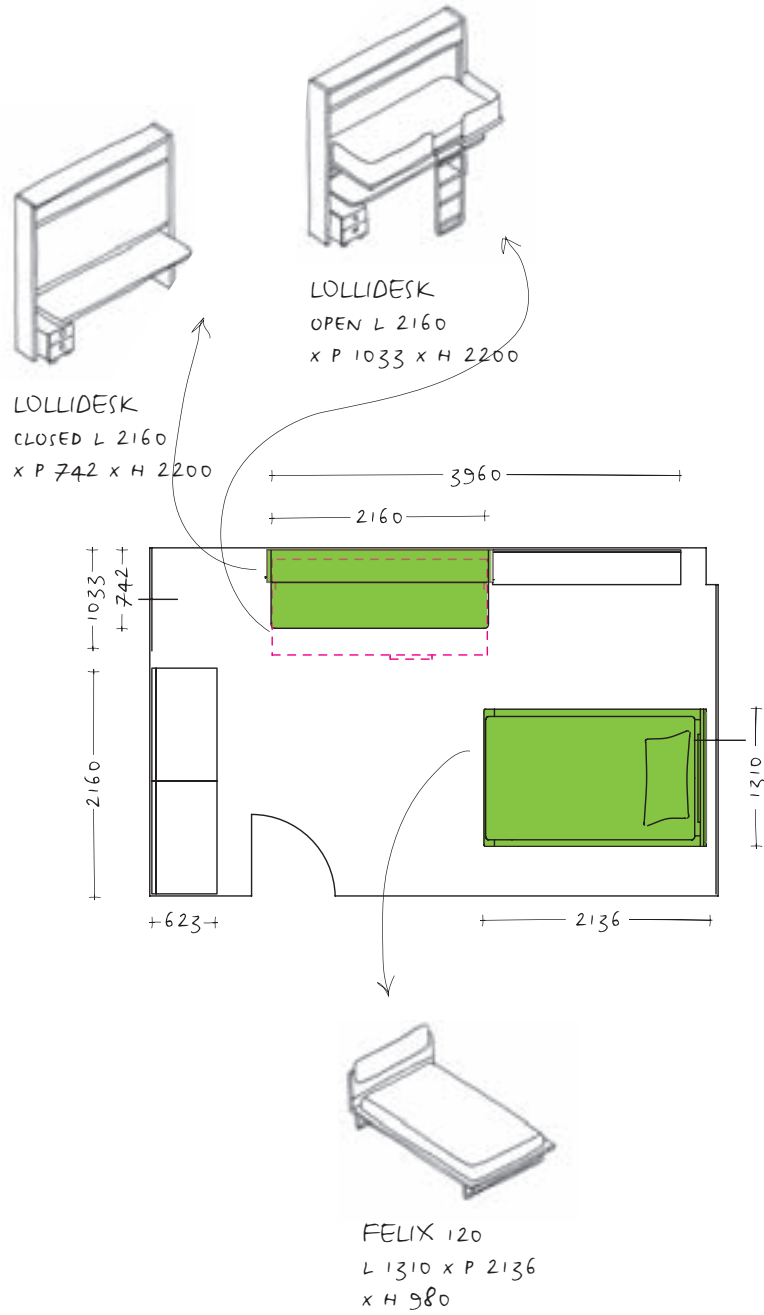 LOLLIDESK
OPEN L 2160
x P 1033 x H 2200
LOLLIDESK
CLOSED L 2160
x P 742 x H 2200
3960
2160
1033
742
2160
1310
623
2136
FELIX 120
L 1310 x P 2136
x H 980